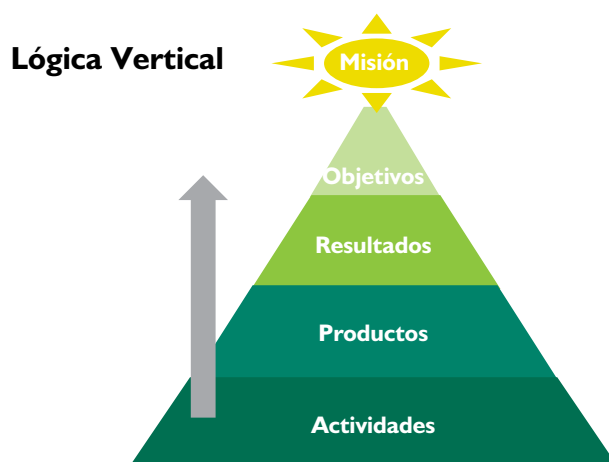 Lógica Vertical
Misión
Objetivos
Resultados
Productos
Actividades